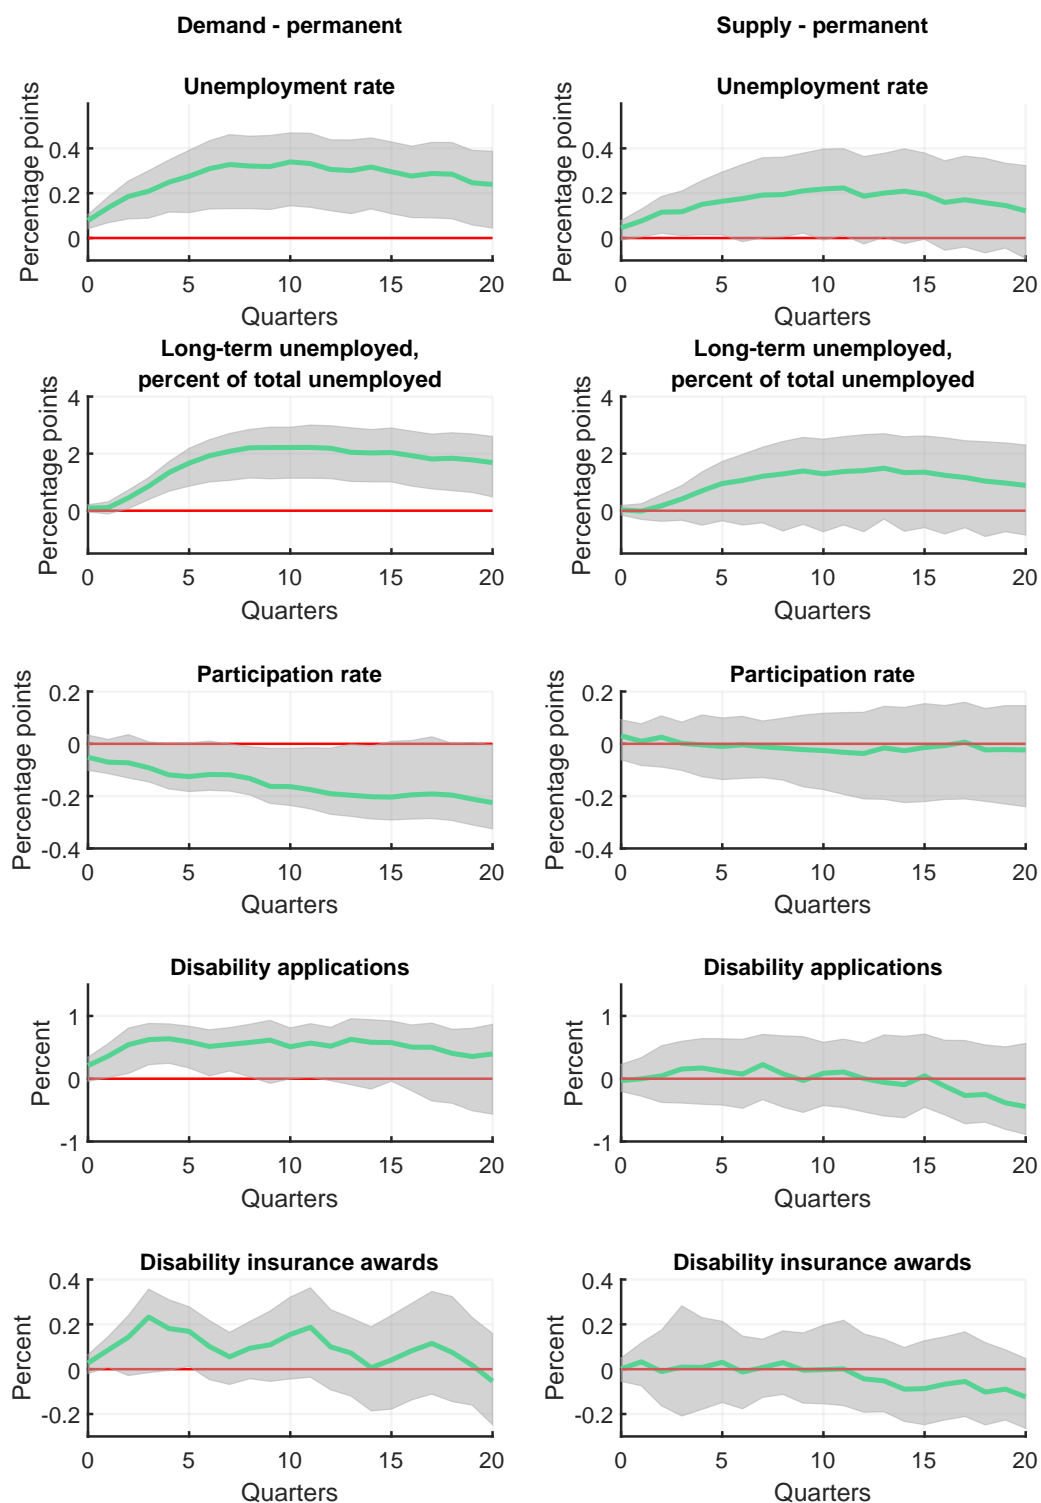 Demand - permanent
Supply - permanent
Unemployment rate
Percentage points
0.4
0.2
0
0 5 10 15 20
Quarters
Unemployment rate
Percentage points
0.4
0.2
0
0 5 10 15 20
Quarters
Long-term unemployed,
percent of total unemployed
Percentage points
4
2
0
0 5 10 15 20
Quarters
Long-term unemployed,
percent of total unemployed
Percentage points
4
2
0
0 5 10 15 20
Quarters
Participation rate
Percentage points
0.2
0
-0.2
-0.4
0 5 10 15 20
Quarters
Participation rate
Percentage points
0.2
0
-0.2
-0.4
0 5 10 15 20
Quarters
Disability applications
Percent
1
0
-1
0 5 10 15 20
Quarters
Disability applications
Percent
1
0
-1
0 5 10 15 20
Quarters
Disability insurance awards
Percent
0.4
0.2
0
-0.2
0 5 10 15 20
Quarters
Disability insurance awards
Percent
0.4
0.2
0
-0.2
0 5 10 15 20
Quarters